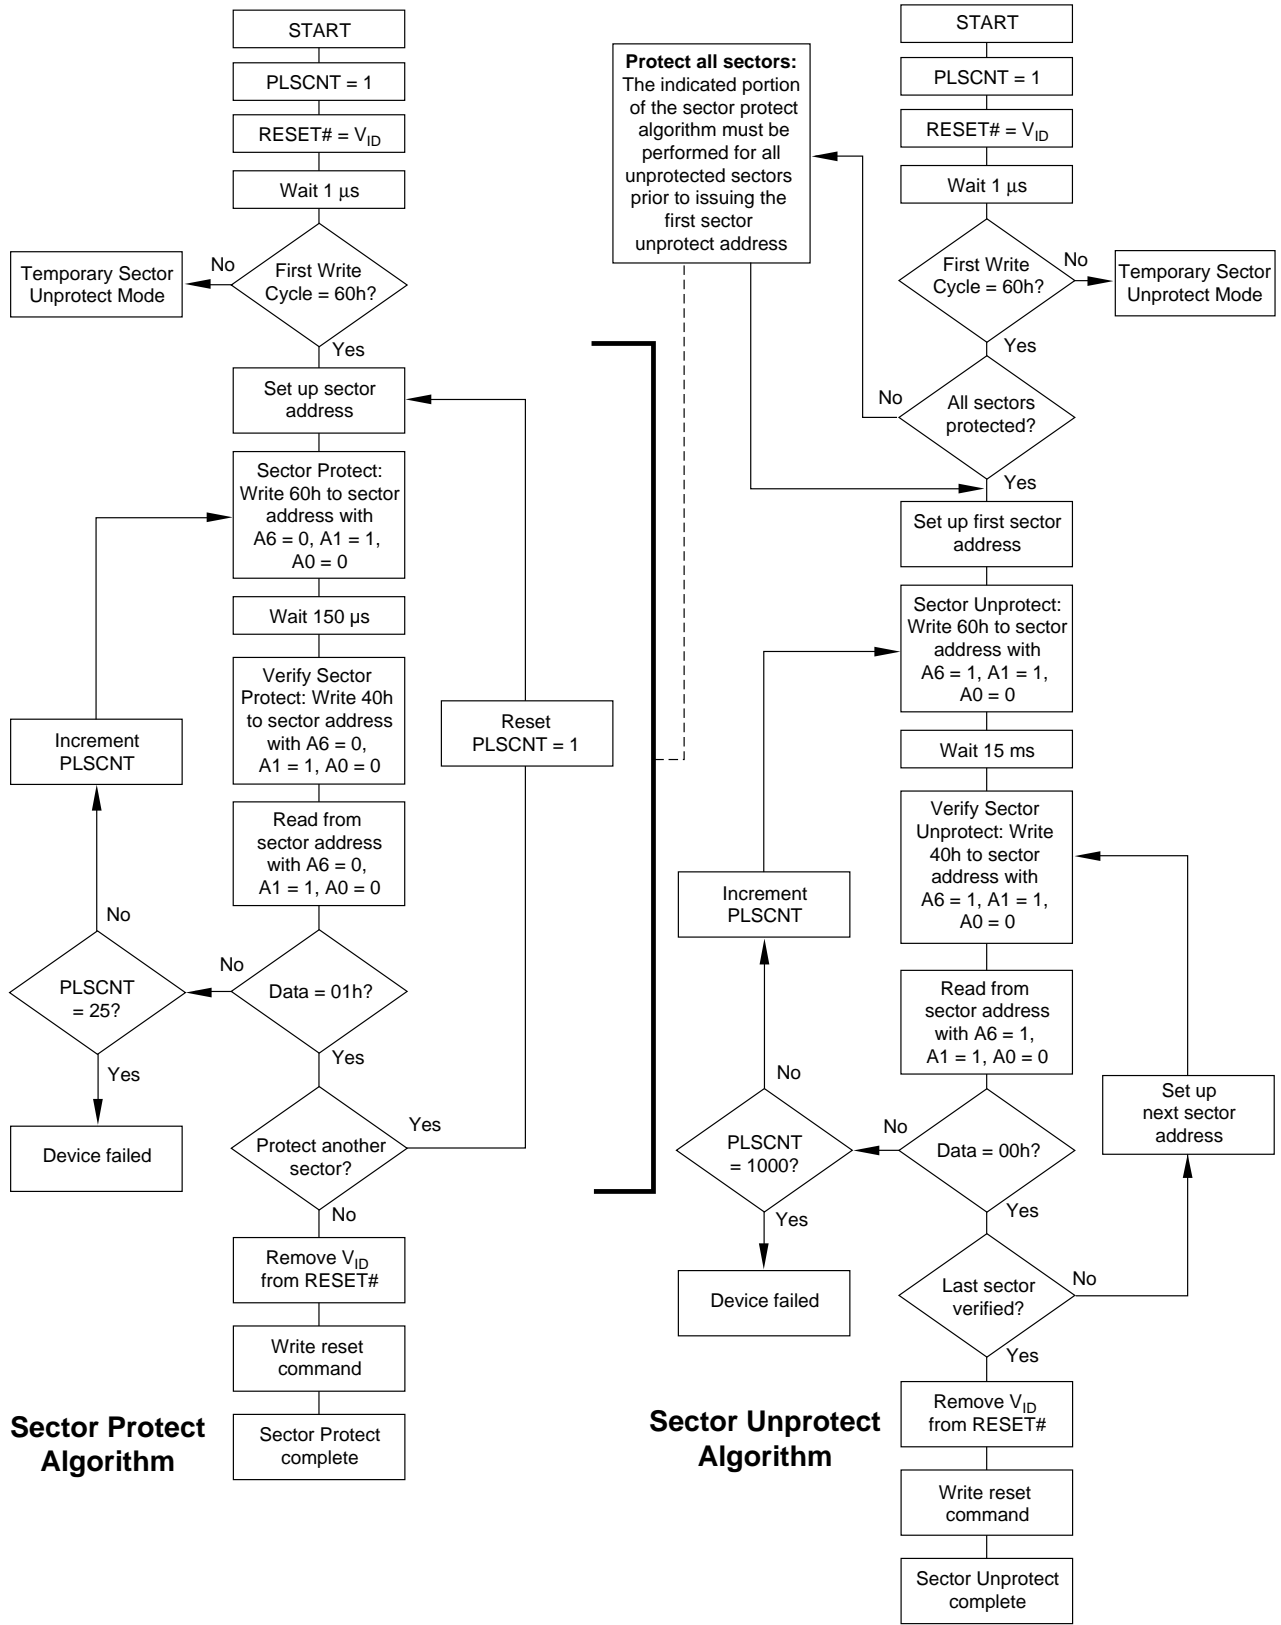 START
PLSCNT = 1
RESET# = VID
Wait 1 μs
First Write
Cycle = 60h?
No
Temporary Sector
Unprotect Mode
Yes
Set up sector
address
Sector Protect:
Write 60h to sector
address with
A6 = 0, A1 = 1,
A0 = 0
Wait 150 µs
Verify Sector
Protect: Write 40h
to sector address
with A6 = 0,
A1 = 1, A0 = 0
Read from
sector address
with A6 = 0,
A1 = 1, A0 = 0
Data = 01h?
No
PLSCNT
= 25?
No
Increment
PLSCNT
Yes
Device failed
Yes
Protect another
sector?
Yes
Reset
PLSCNT = 1
No
Remove VID
from RESET#
Write reset
command
Sector Protect
complete
Sector Protect
Algorithm
Protect all sectors:
The indicated portion
of the sector protect
algorithm must be
performed for all
unprotected sectors
prior to issuing the
first sector
unprotect address
START
PLSCNT = 1
RESET# = VID
Wait 1 μs
First Write
Cycle = 60h?
No
Temporary Sector
Unprotect Mode
Yes
All sectors
protected?
No
Yes
Set up first sector
address
Sector Unprotect:
Write 60h to sector
address with
A6 = 1, A1 = 1,
A0 = 0
Wait 15 ms
Verify Sector
Unprotect: Write
40h to sector
address with
A6 = 1, A1 = 1,
A0 = 0
Read from
sector address
with A6 = 1,
A1 = 1, A0 = 0
Data = 00h?
No
PLSCNT
= 1000?
No
Increment
PLSCNT
Yes
Device failed
Yes
Last sector
verified?
No
Set up
next sector
address
Yes
Remove VID
from RESET#
Write reset
command
Sector Unprotect
complete
Sector Unprotect
Algorithm